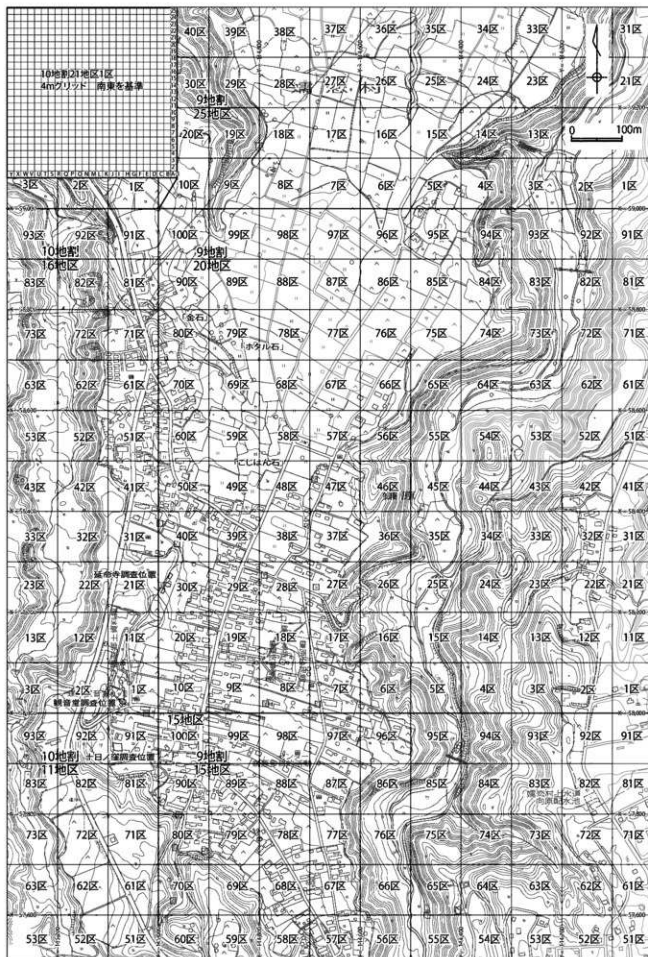 10地割21地区1区
4mグリッド 南東を基準
Y X W V U T S R Q P O N M L K J I H G F E D C B A
40区 39区 38区 37区 36区 35区 34区 33区 31区
30区 29区 28区 27区 26区 25区 24区 23区 21区
9地割
25地区
20区 19区 18区 17区 16区 15区 14区 13区
0 100m
3区 2区 1区 10区 9区 8区 7区 6区 5区 4区 3区 2区 1区
93区 92区 91区 100区 99区 98区 97区 96区 95区 94区 93区 92区 91区
10地割
16地区
9地割
20地区
83区 82区 81区 90区 89区 88区 87区 86区 85区 84区 83区 82区 81区
「金石」
73区 72区 71区 80区 79区 78区 77区 76区 75区 74区 73区 72区 71区
「ホタル石」
63区 62区 61区 70区 69区 68区 67区 66区 65区 64区 63区 62区 61区
53区 52区 51区 60区 59区 58区 57区 56区 55区 54区 53区 52区 51区
「こじはん石」
43区 42区 41区 50区 49区 48区 47区 46区 45区 44区 43区 42区 41区
33区 32区 31区 40区 39区 38区 37区 36区 35区 34区 33区 32区 31区
延命寺調査位置
23区 22区 21区 30区 29区 28区 27区 26区 25区 24区 23区 22区 21区
13区 12区 11区 20区 19区 18区 17区 16区 15区 14区 13区 12区 11区
3区 2区 1区 10区 9区 8区 7区 6区 5区 4区 3区 2区 1区
観音堂調査位置
15地区
93区 92区 91区 100区 99区 98区 97区 96区 95区 94区 93区 92区 91区
10地割
11地区
十日ノ窪調査位置
9地割
15地区
83区 82区 81区 90区 89区 88区 87区 86区 85区 84区 83区 82区 81区
73区 72区 71区 80区 79区 78区 77区 76区 75区 74区 73区 72区 71区
63区 62区 61区 70区 69区 68区 67区 66区 65区 64区 63区 62区 61区
53区 52区 51区 60区 59区 58区 57区 56区 55区 54区 53区 52区 51区